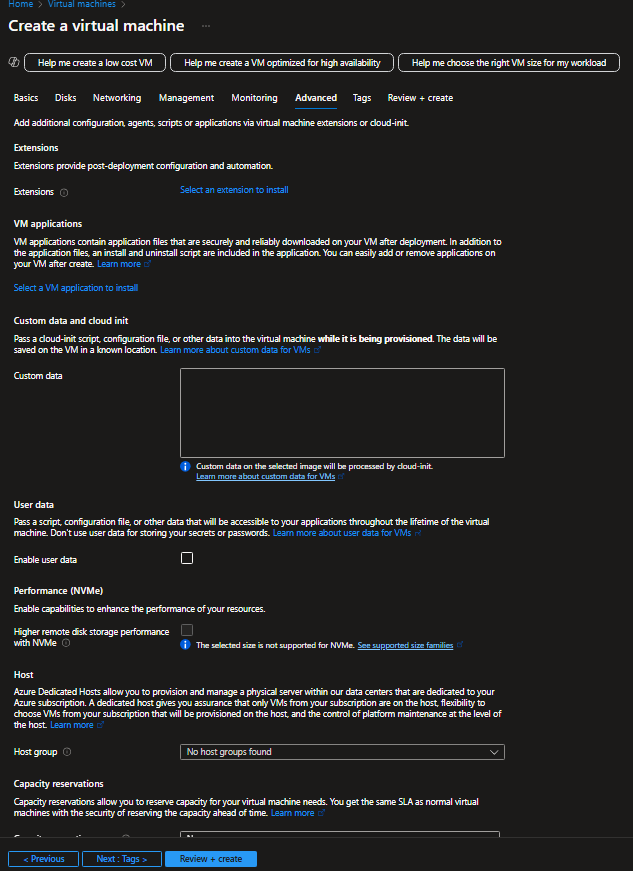 Home > Virtual machines >
Create a virtual machine ...
Help me create a low cost VM
Help me create a VM optimized for high availability
Help me choose the right VM size for my workload
Basics Disks Networking Management Monitoring Advanced Tags Review + create
Add additional configuration, agents, scripts or applications via virtual machine extensions or cloud-init.
Extensions
Extensions provide post-deployment configuration and automation.
Extensions
Select an extension to install
VM applications
VM applications contain application files that are securely and reliably downloaded on your VM after deployment. In addition to
the application files, an install and uninstall script are included in the application. You can easily add or remove applications on
your VM after create. Learn more
Select a VM application to install
Custom data and cloud init
Pass a cloud-init script, configuration file, or other data into the virtual machine while it is being provisioned. The data will be
saved on the VM in a known location. Learn more about custom data for VMs
Custom data
Custom data on the selected image will be processed by cloud-init.
Learn more about custom data for VMs
User data
Pass a script, configuration file, or other data that will be accessible to your applications throughout the lifetime of the virtual
machine. Don't use user data for storing your secrets or passwords. Learn more about user data for VMs
Enable user data
Performance (NVMe)
Enable capabilities to enhance the performance of your resources.
Higher remote disk storage performance
with NVMe
The selected size is not supported for NVMe. See supported size families
Host
Azure Dedicated Hosts allow you to provision and manage a physical server within our data centers that are dedicated to your
Azure subscription. A dedicated host gives you assurance that only VMs from your subscription are on the host, flexibility to
choose VMs from your subscription that will be provisioned on the host, and the control of platform maintenance at the level of
the host. Learn more
Host group
No host groups found
Capacity reservations
Capacity reservations allow you to reserve capacity for your virtual machine needs. You get the same SLA as normal virtual
machines with the security of reserving the capacity ahead of time. Learn more
< Previous
Next : Tags >
Review + create